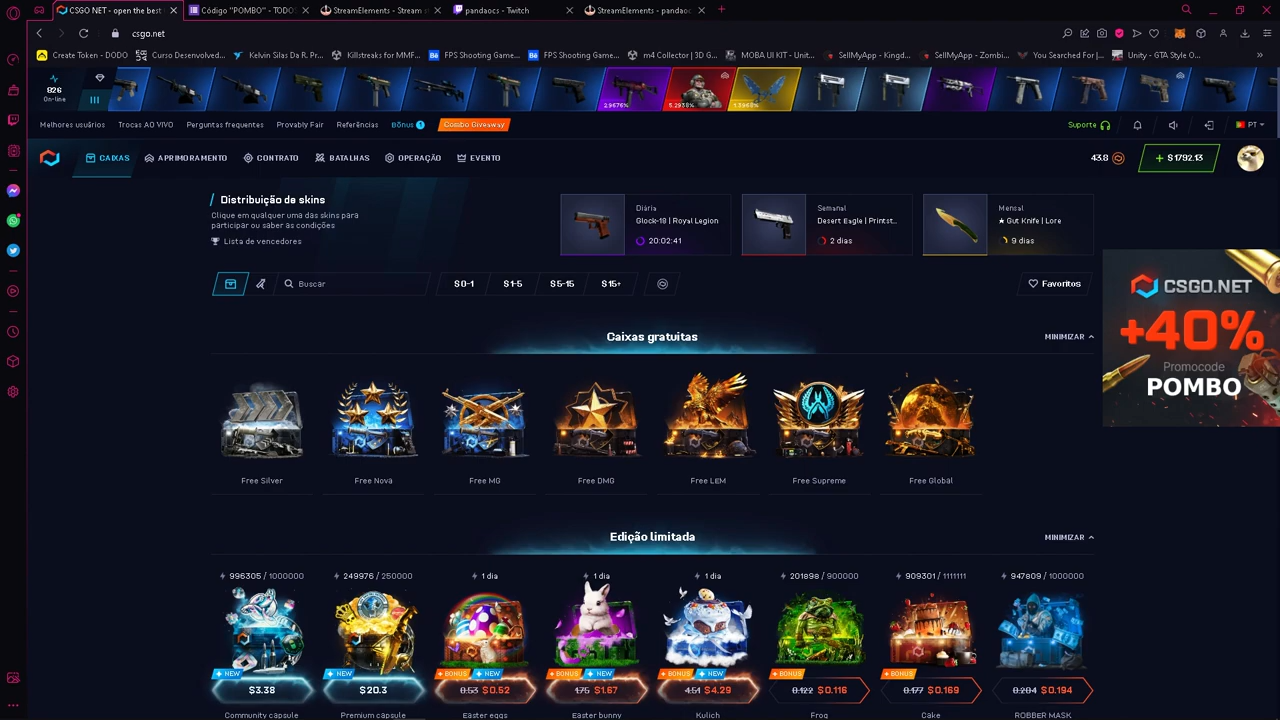 CSGO.NET - open the best
Código "POMBO" - TODOS
StreamElements - Stream s
pandaocs - Twitch
StreamElements - pandaoc
csgo.net
Create Token - DODO
Curso Desenvolved...
Kelvin Silas Da R. Pr...
Killstreaks for MMF...
FPS Shooting Game...
FPS Shooting Game...
m4 Collector | 3D G...
MOBA UI KIT - Unit...
SellMyApp - Kingd...
SellMyApp - Zombi...
You Searched For |...
Unity - GTA Style O...
826
On-line
2.9676%
5.2938%
1.3968%
Melhores usuários
Trocas AO VIVO
Perguntas frequentes
Provably Fair
Referências
Bônus
Combo Giveaway
Suporte
PT
CAIXAS
APRIMORAMENTO
CONTRATO
BATALHAS
OPERAÇÃO
EVENTO
43.8
+ $ 1792.13
Distribuição de skins
Clique em qualquer uma das skins para
participar ou saber as condições
Lista de vencedores
Diária
Glock-18 | Royal Legion
20:02:41
Semanal
Desert Eagle | Printst...
2 dias
Mensal
★ Gut Knife | Lore
9 dias
Buscar
$ 0-1
$ 1-5
$ 5-15
$ 15+
Favoritos
CSGO.NET
+40%
Promocode
POMBO
Caixas gratuitas
MINIMIZAR
Free Silver
Free Nova
Free MG
Free DMG
Free LEM
Free Supreme
Free Global
Edição limitada
MINIMIZAR
996305 / 1000000
249976 / 250000
1 dia
1 dia
1 dia
201898 / 900000
909301 / 1111111
947809 / 1000000
+ NEW
+ NEW
+ BONUS + NEW
+ BONUS + NEW
+ BONUS + NEW
+ BONUS
+ BONUS
$3.38
$20.3
0.53 $0.52
1.75 $1.67
4.51 $4.29
0.122 $0.116
0.177 $0.169
0.204 $0.194
Community capsule
Premium capsule
Easter eggs
Easter bunny
Kulich
Frog
Cake
ROBBER MASK